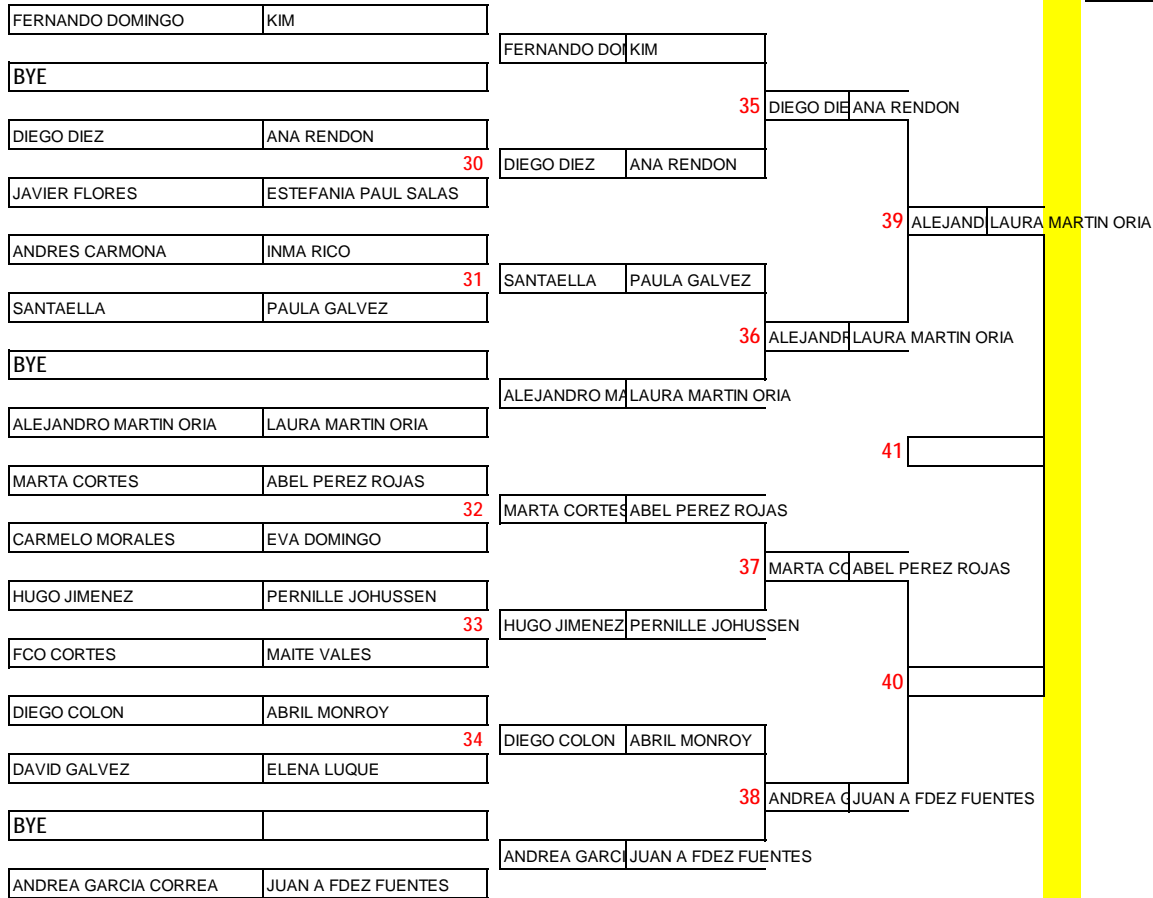 FERNANDO DOMINGO KIM
FERNANDO DOM KIM
BYE
35 DIEGO DIE ANA RENDON
DIEGO DIEZ ANA RENDON
30 DIEGO DIEZ ANA RENDON
JAVIER FLORES ESTEFANIA PAUL SALAS
39 ALEJAND LAURA MARTIN ORIA
ANDRES CARMONA INMA RICO
31 SANTAELLA PAULA GALVEZ
SANTAELLA PAULA GALVEZ
36 ALEJANDR LAURA MARTIN ORIA
BYE
ALEJANDRO MA LAURA MARTIN ORIA
ALEJANDRO MARTIN ORIA LAURA MARTIN ORIA
41
MARTA CORTES ABEL PEREZ ROJAS
32 MARTA CORTES ABEL PEREZ ROJAS
CARMELO MORALES EVA DOMINGO
37 MARTA CO ABEL PEREZ ROJAS
HUGO JIMENEZ PERNILLE JOHUSSEN
33 HUGO JIMENEZ PERNILLE JOHUSSEN
FCO CORTES MAITE VALES
40
DIEGO COLON ABRIL MONROY
34 DIEGO COLON ABRIL MONROY
DAVID GALVEZ ELENA LUQUE
38 ANDREA G JUAN A FDEZ FUENTES
BYE
ANDREA GARCI JUAN A FDEZ FUENTES
ANDREA GARCIA CORREA JUAN A FDEZ FUENTES